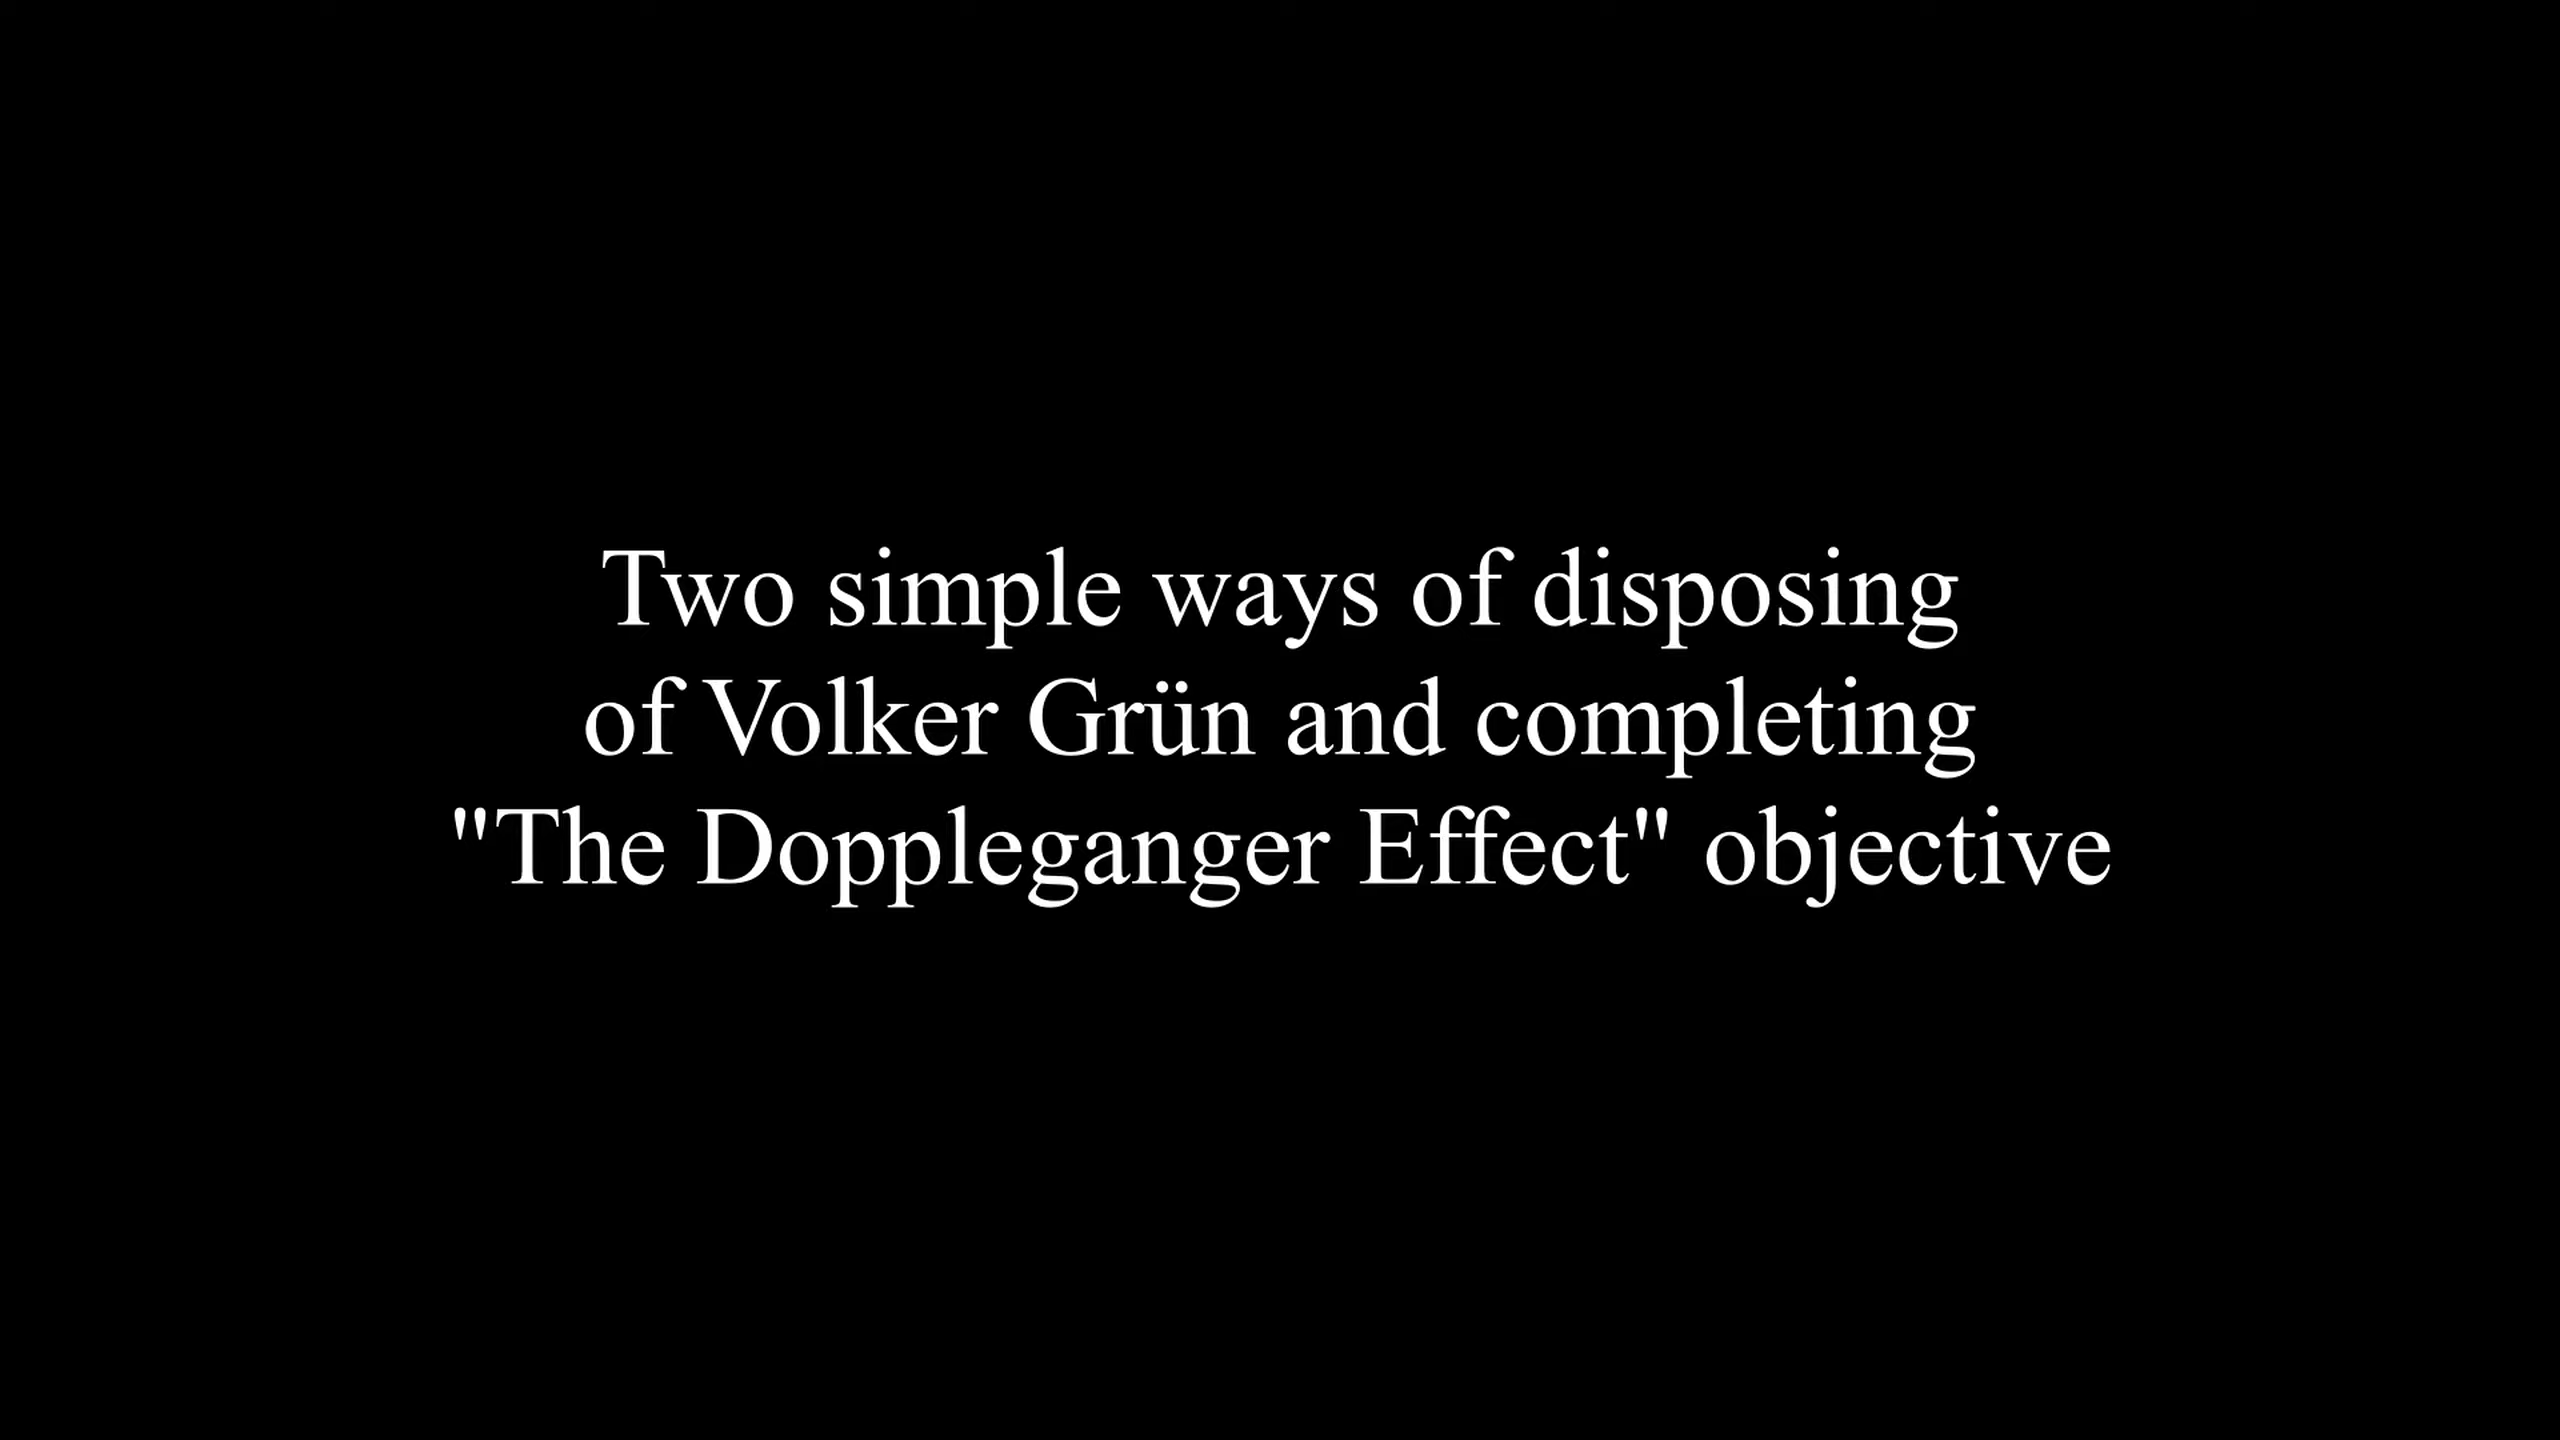 Two simple ways of disposing
of Volker Grün and completing
"The Doppleganger Effect" objective